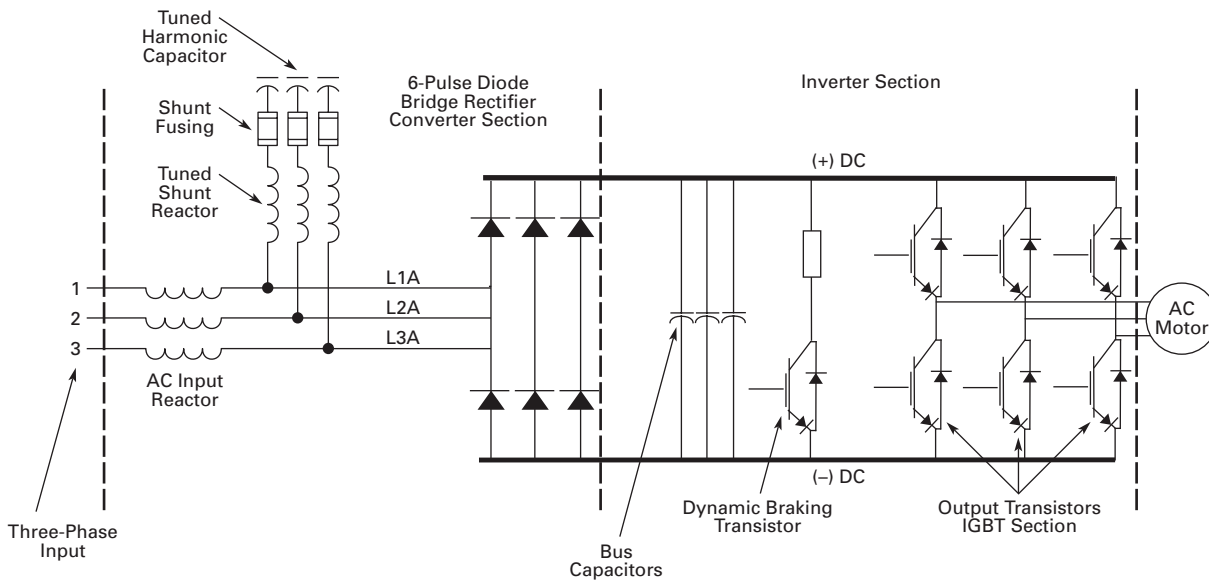 Tuned
Harmonic
Capacitor
Shunt
Fusing
Tuned
Shunt
Reactor
6-Pulse Diode
Bridge Rectifier
Converter Section
Inverter Section
(+) DC
1
2
3
L1A
L2A
L3A
AC Input
Reactor
AC
Motor
(–) DC
Three-Phase
Input
Bus
Capacitors
Dynamic Braking
Transistor
Output Transistors
IGBT Section